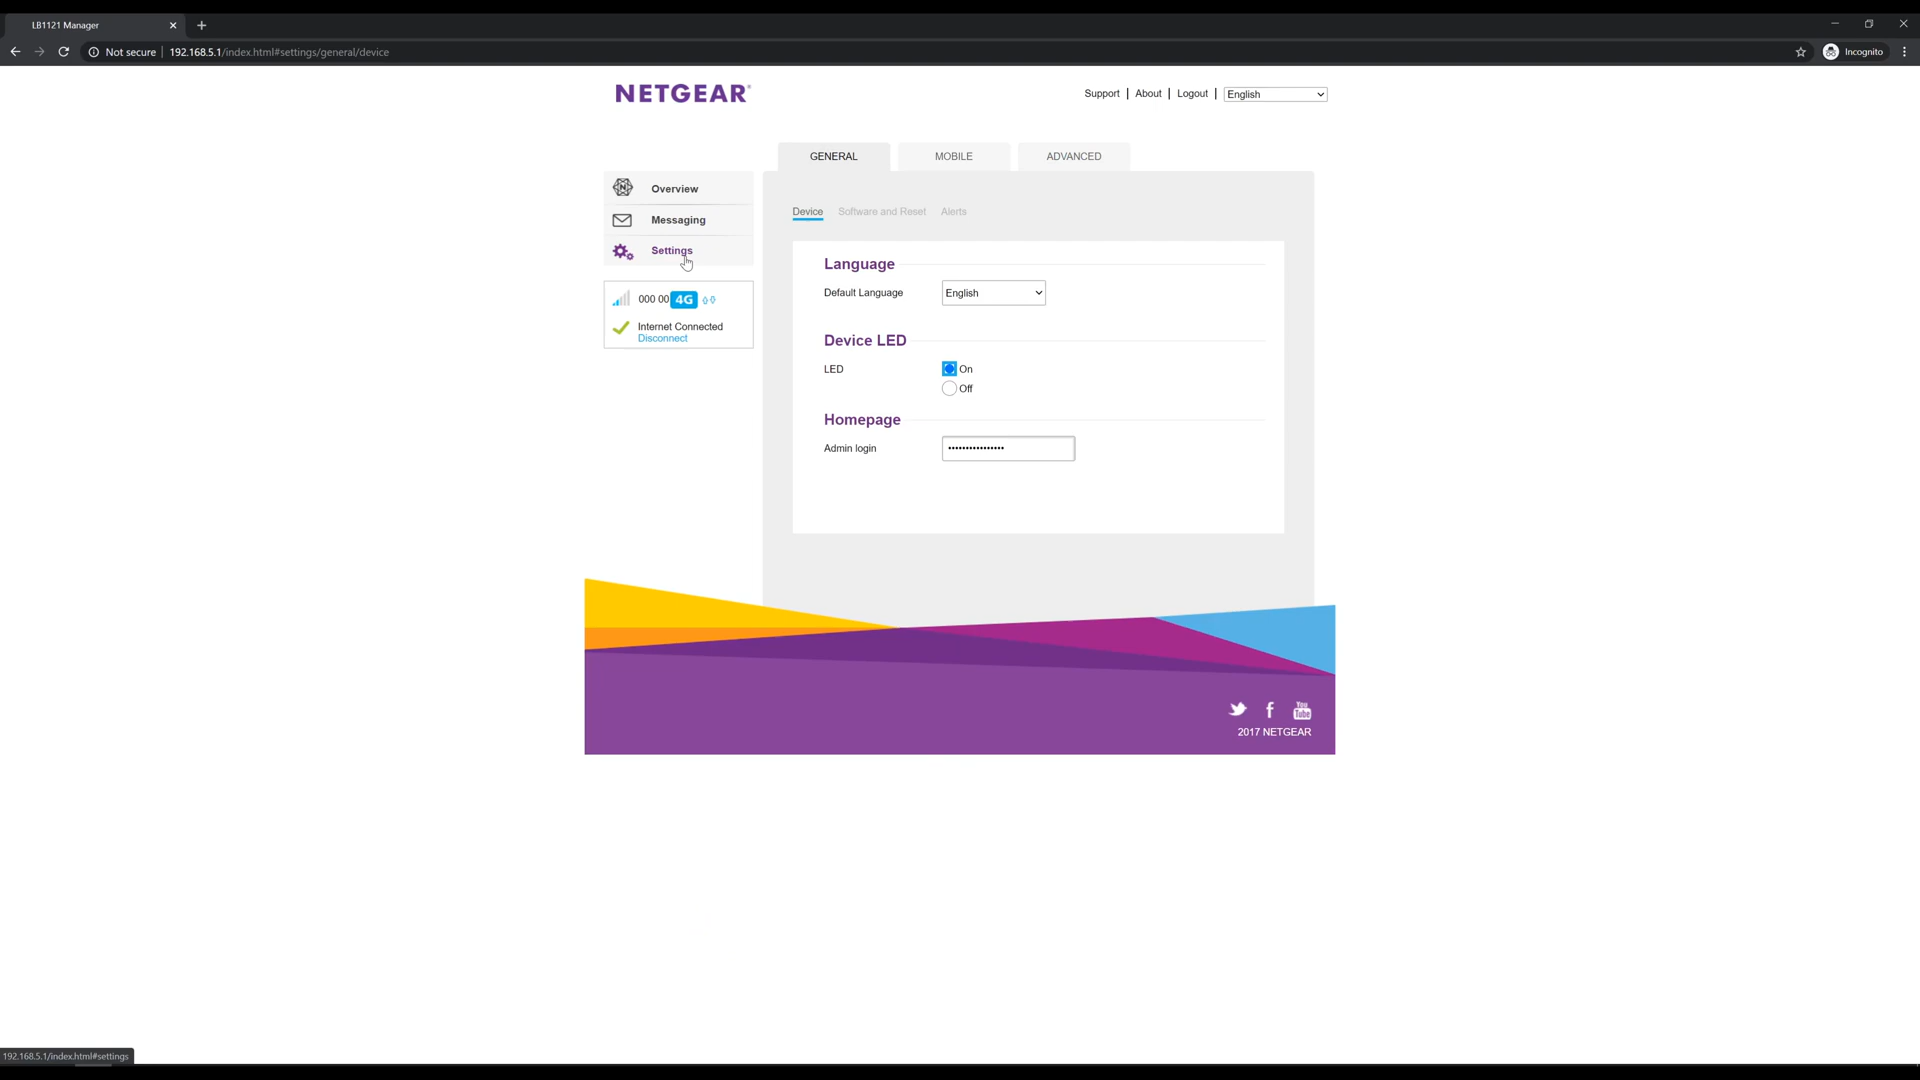 LB1121 Manager
Not secure | 192.168.5.1/index.html#settings/general/device
Incognito
NETGEAR
Support | About | Logout | English
GENERAL MOBILE ADVANCED
Overview
Messaging
Settings
000 00 4G
Internet Connected
Disconnect
Device Software and Reset Alerts
Language
Default Language English
Device LED
LED On
Off
Homepage
Admin login ••••••••••••••••
You
Tube
2017 NETGEAR
192.168.5.1/index.html#settings